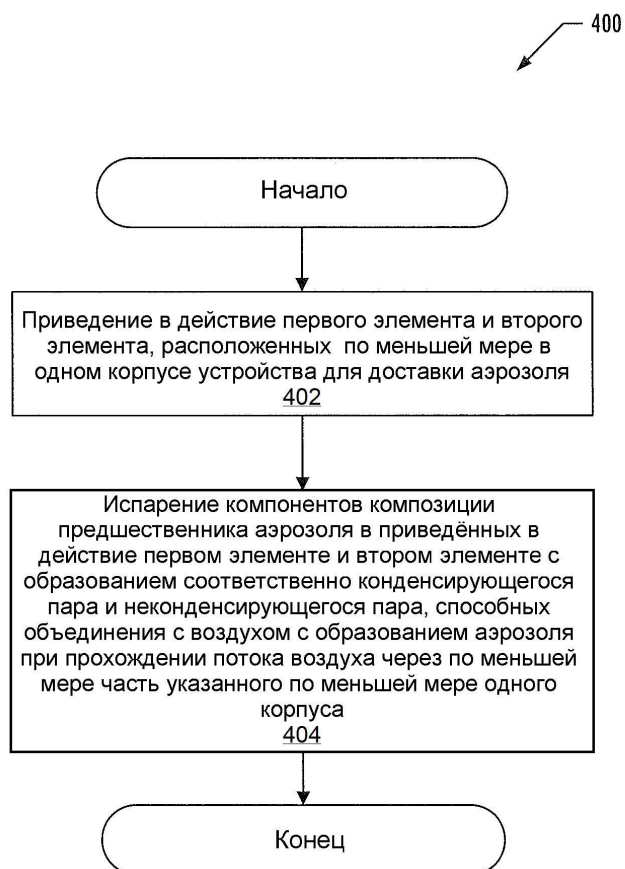 400
Начало
Приведение в действие первого элемента и второго
элемента, расположенных по меньшей мере в
одном корпусе устройства для доставки аэрозоля
402
Испарение компонентов композиции
предшественника аэрозоля в приведённых в
действие первом элементе и втором элементе с
образованием соответственно конденсирующегося
пара и неконденсирующегося пара, способных
объединения с воздухом с образованием аэрозоля
при прохождении потока воздуха через по меньшей
мере часть указанного по меньшей мере одного
корпуса
404
Конец